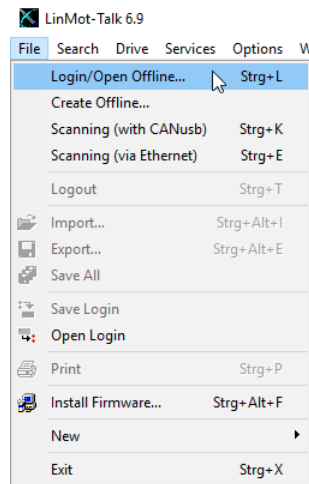 LinMot-Talk 6.9
File Search Drive Services Options W
Login/Open Offline... Strg+L
Create Offline...
Scanning (with CANusb) Strg+K
Scanning (via Ethernet) Strg+E
Logout Strg+T
Import... Strg+Alt+I
Export... Strg+Alt+E
Save All
Save Login
Open Login
Print Strg+P
Install Firmware... Strg+Alt+F
New
Exit Strg+X